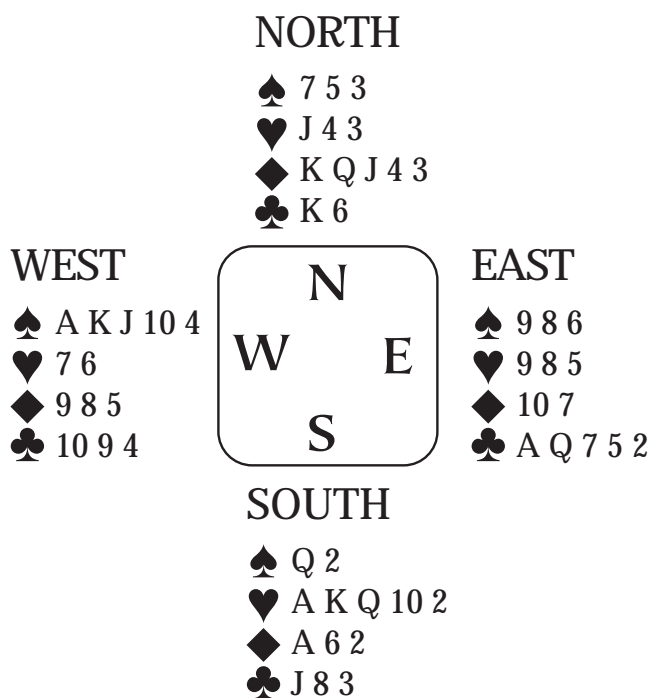 NORTH
♠ 7 5 3
♥ J 4 3
♦ K Q J 4 3
♣ K 6
WEST
♠ A K J 10 4
♥ 7 6
♦ 9 8 5
♣ 10 9 4
N
W E
S
EAST
♠ 9 8 6
♥ 9 8 5
♦ 10 7
♣ A Q 7 5 2
SOUTH
♠ Q 2
♥ A K Q 10 2
♦ A 6 2
♣ J 8 3